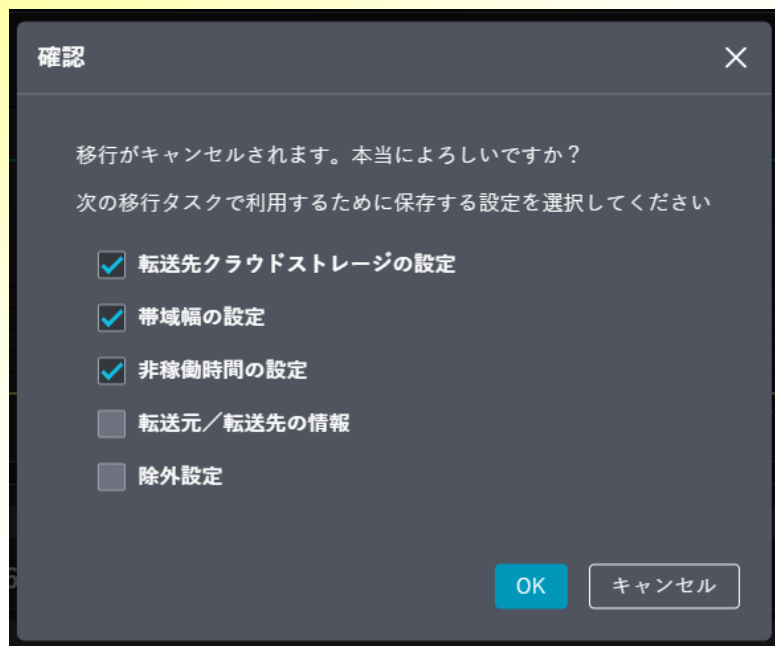 確認
移行がキャンセルされます。本当によろしいですか？
次の移行タスクで利用するために保存する設定を選択してください
転送先クラウドストレージの設定
帯域幅の設定
非稼働時間の設定
転送元／転送先の情報
除外設定
OK
キャンセル